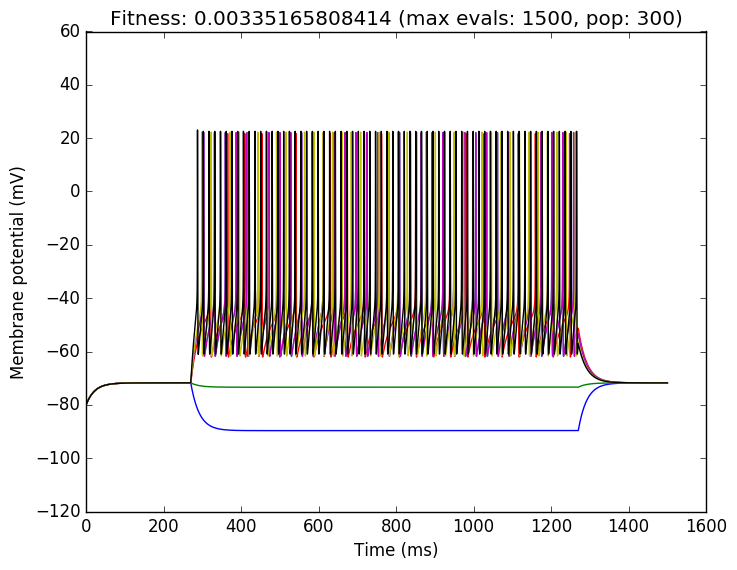 Fitness: 0.00335165808414 (max evals: 1500, pop: 300)
60
40
20
0
−20
−40
−60
−80
−100
−120
Membrane potential (mV)
0 200 400 600 800 1000 1200 1400 1600
Time (ms)